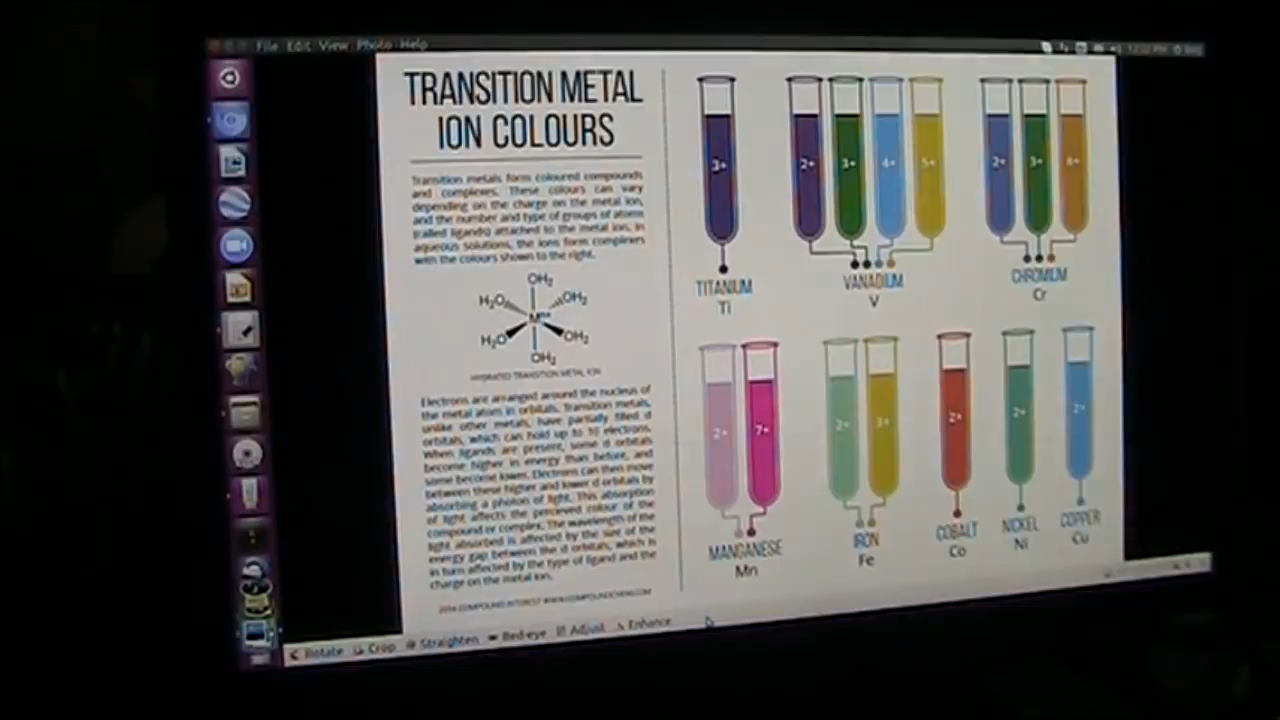 File Edit View Photo Help
TRANSITION METAL
ION COLOURS
Transition metals form coloured compounds
and complexes. These colours can vary
depending on the charge on the metal ion,
and the number and type of groups of atoms
(called ligands) attached to the metal ion. In
aqueous solutions, the ions form complexes
with the colours shown to the right.
OH2
H2O OH2
M
H2O OH2
OH2
HYDRATED TRANSITION METAL ION
Electrons are arranged around the nucleus of
the metal atom in orbitals. Transition metals,
unlike other metals, have partially filled d
orbitals, which can hold up to 10 electrons.
When ligands are present, some d orbitals
become higher in energy than before, and
some become lower. Electrons can then move
between these higher and lower d orbitals by
absorbing a photon of light. This absorption
of light affects the perceived colour of the
compound or complex. The wavelength of the
light absorbed is affected by the size of the
energy gap between the d orbitals, which is
in turn affected by the type of ligand and the
charge on the metal ion.
2014 COMPOUND INTEREST WWW.COMPOUNDCHEM.COM
3+
TITANIUM
Ti
2+ 3+ 4+ 5+
VANADIUM
V
2+ 3+ 6+
CHROMIUM
Cr
2+ 7+
MANGANESE
Mn
2+ 3+
IRON
Fe
2+
COBALT
Co
2+
NICKEL
Ni
2+
COPPER
Cu
Rotate Crop Straighten Red-eye Adjust Enhance